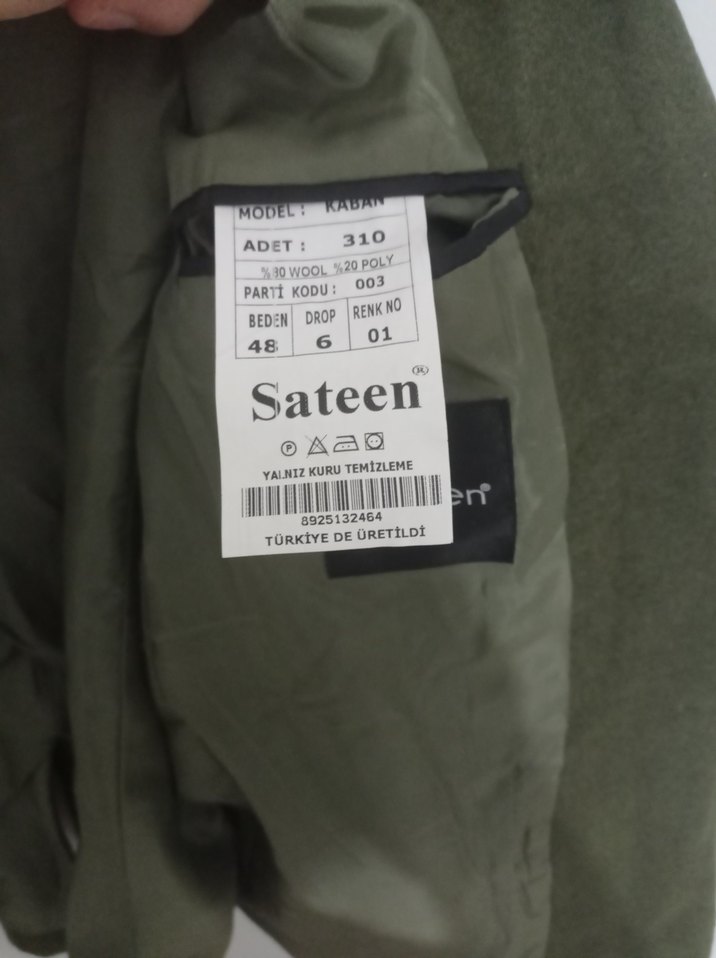 MODEL : KABAN
ADET : 310
%80 WOOL %20 POLY
PARTİ KODU : 003
BEDEN DROP RENK NO
48 6 01
Sateen®
P
YALNIZ KURU TEMİZLEME
8925132464
TÜRKİYE DE ÜRETİLDİ
en